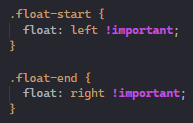 .float-start {
  float: left !important;
}

.float-end {
  float: right !important;
}